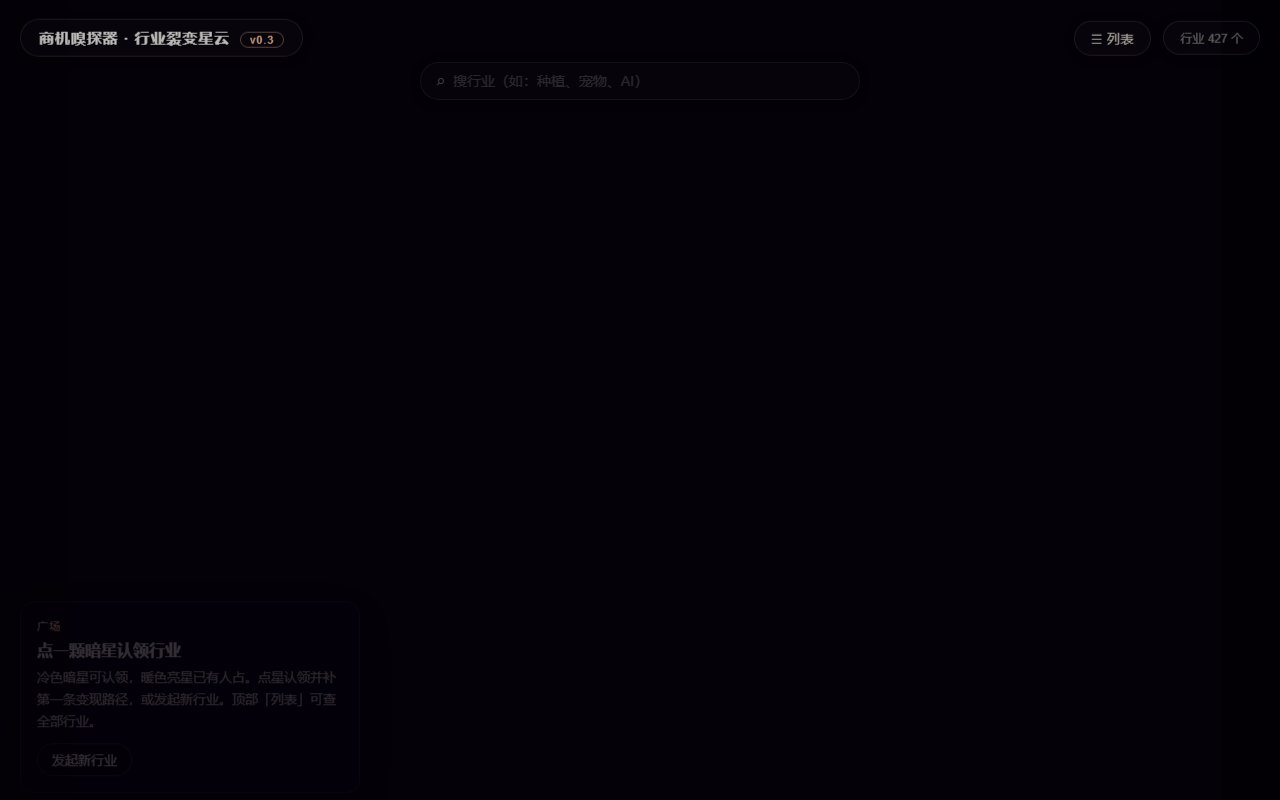 商机嗅探器 · 行业裂变星云 v0.3
☰ 列表
行业 427 个
⌕ 搜行业（如：种植、宠物、AI）
广场
点一颗暗星认领行业
冷色暗星可认领，暖色亮星已有人占。点星认领并补
第一条变现路径，或发起新行业。顶部「列表」可查
全部行业。
发起新行业